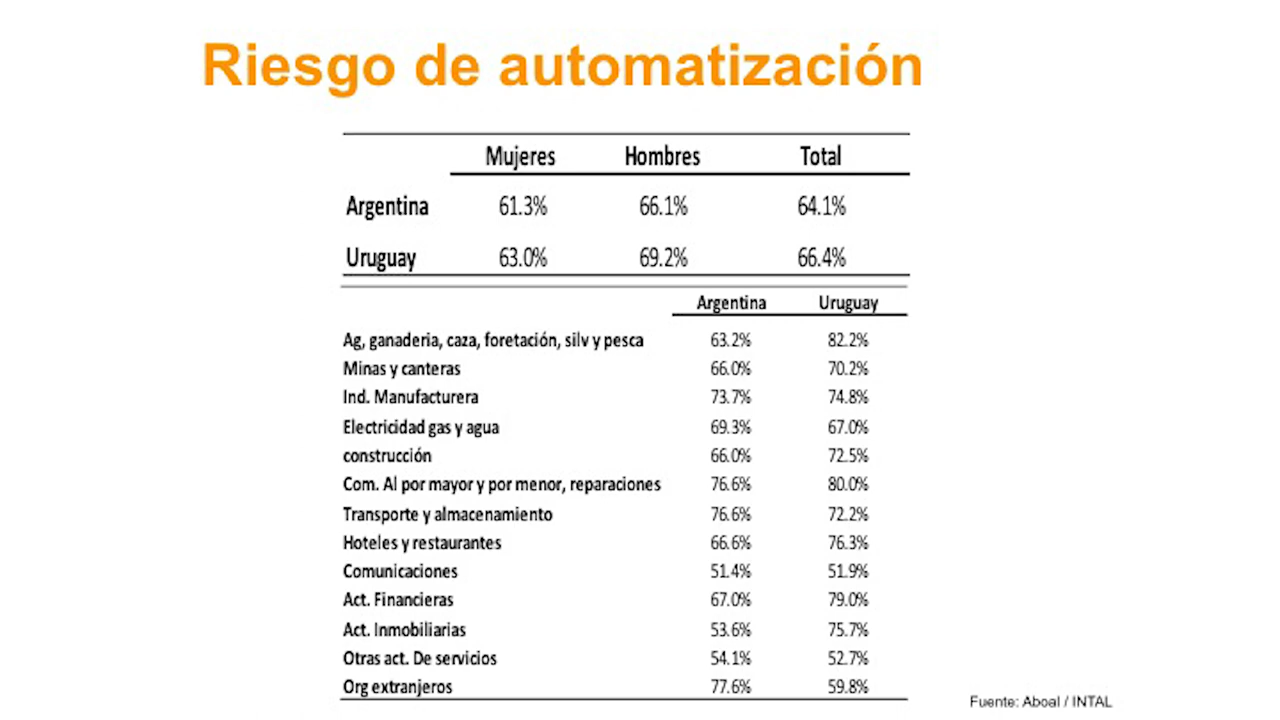 Riesgo de automatización
Mujeres Hombres Total
Argentina 61.3% 66.1% 64.1%
Uruguay 63.0% 69.2% 66.4%
Argentina Uruguay
Ag, ganaderia, caza, foretación, silv y pesca 63.2% 82.2%
Minas y canteras 66.0% 70.2%
Ind. Manufacturera 73.7% 74.8%
Electricidad gas y agua 69.3% 67.0%
construcción 66.0% 72.5%
Com. Al por mayor y por menor, reparaciones 76.6% 80.0%
Transporte y almacenamiento 76.6% 72.2%
Hoteles y restaurantes 66.6% 76.3%
Comunicaciones 51.4% 51.9%
Act. Financieras 67.0% 79.0%
Act. Inmobiliarias 53.6% 75.7%
Otras act. De servicios 54.1% 52.7%
Org extranjeros 77.6% 59.8%
Fuente: Aboal / INTAL